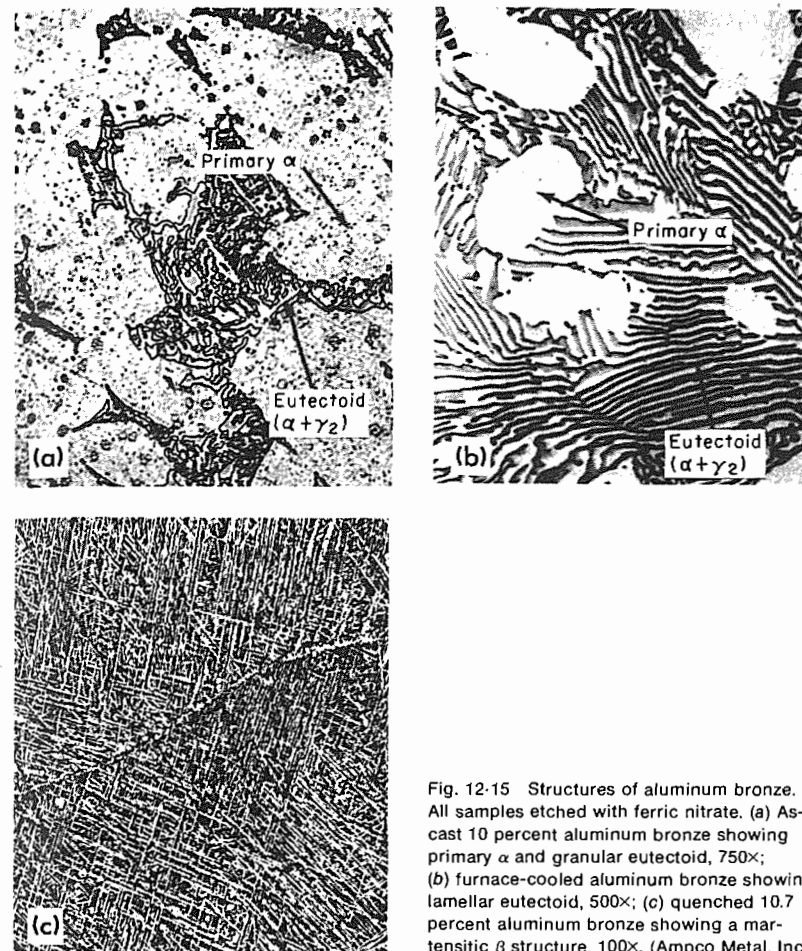 Primary α
Eutectoid
(α+γ₂)
(a)
Primary α
Eutectoid
(α+γ₂)
(b)
(c)
Fig. 12·15 Structures of aluminum bronze.
All samples etched with ferric nitrate. (a) As-
cast 10 percent aluminum bronze showing
primary α and granular eutectoid, 750×;
(b) furnace-cooled aluminum bronze showin
lamellar eutectoid, 500×; (c) quenched 10.7
percent aluminum bronze showing a mar-
tensitic β structure, 100×. (Ampco Metal, Inc